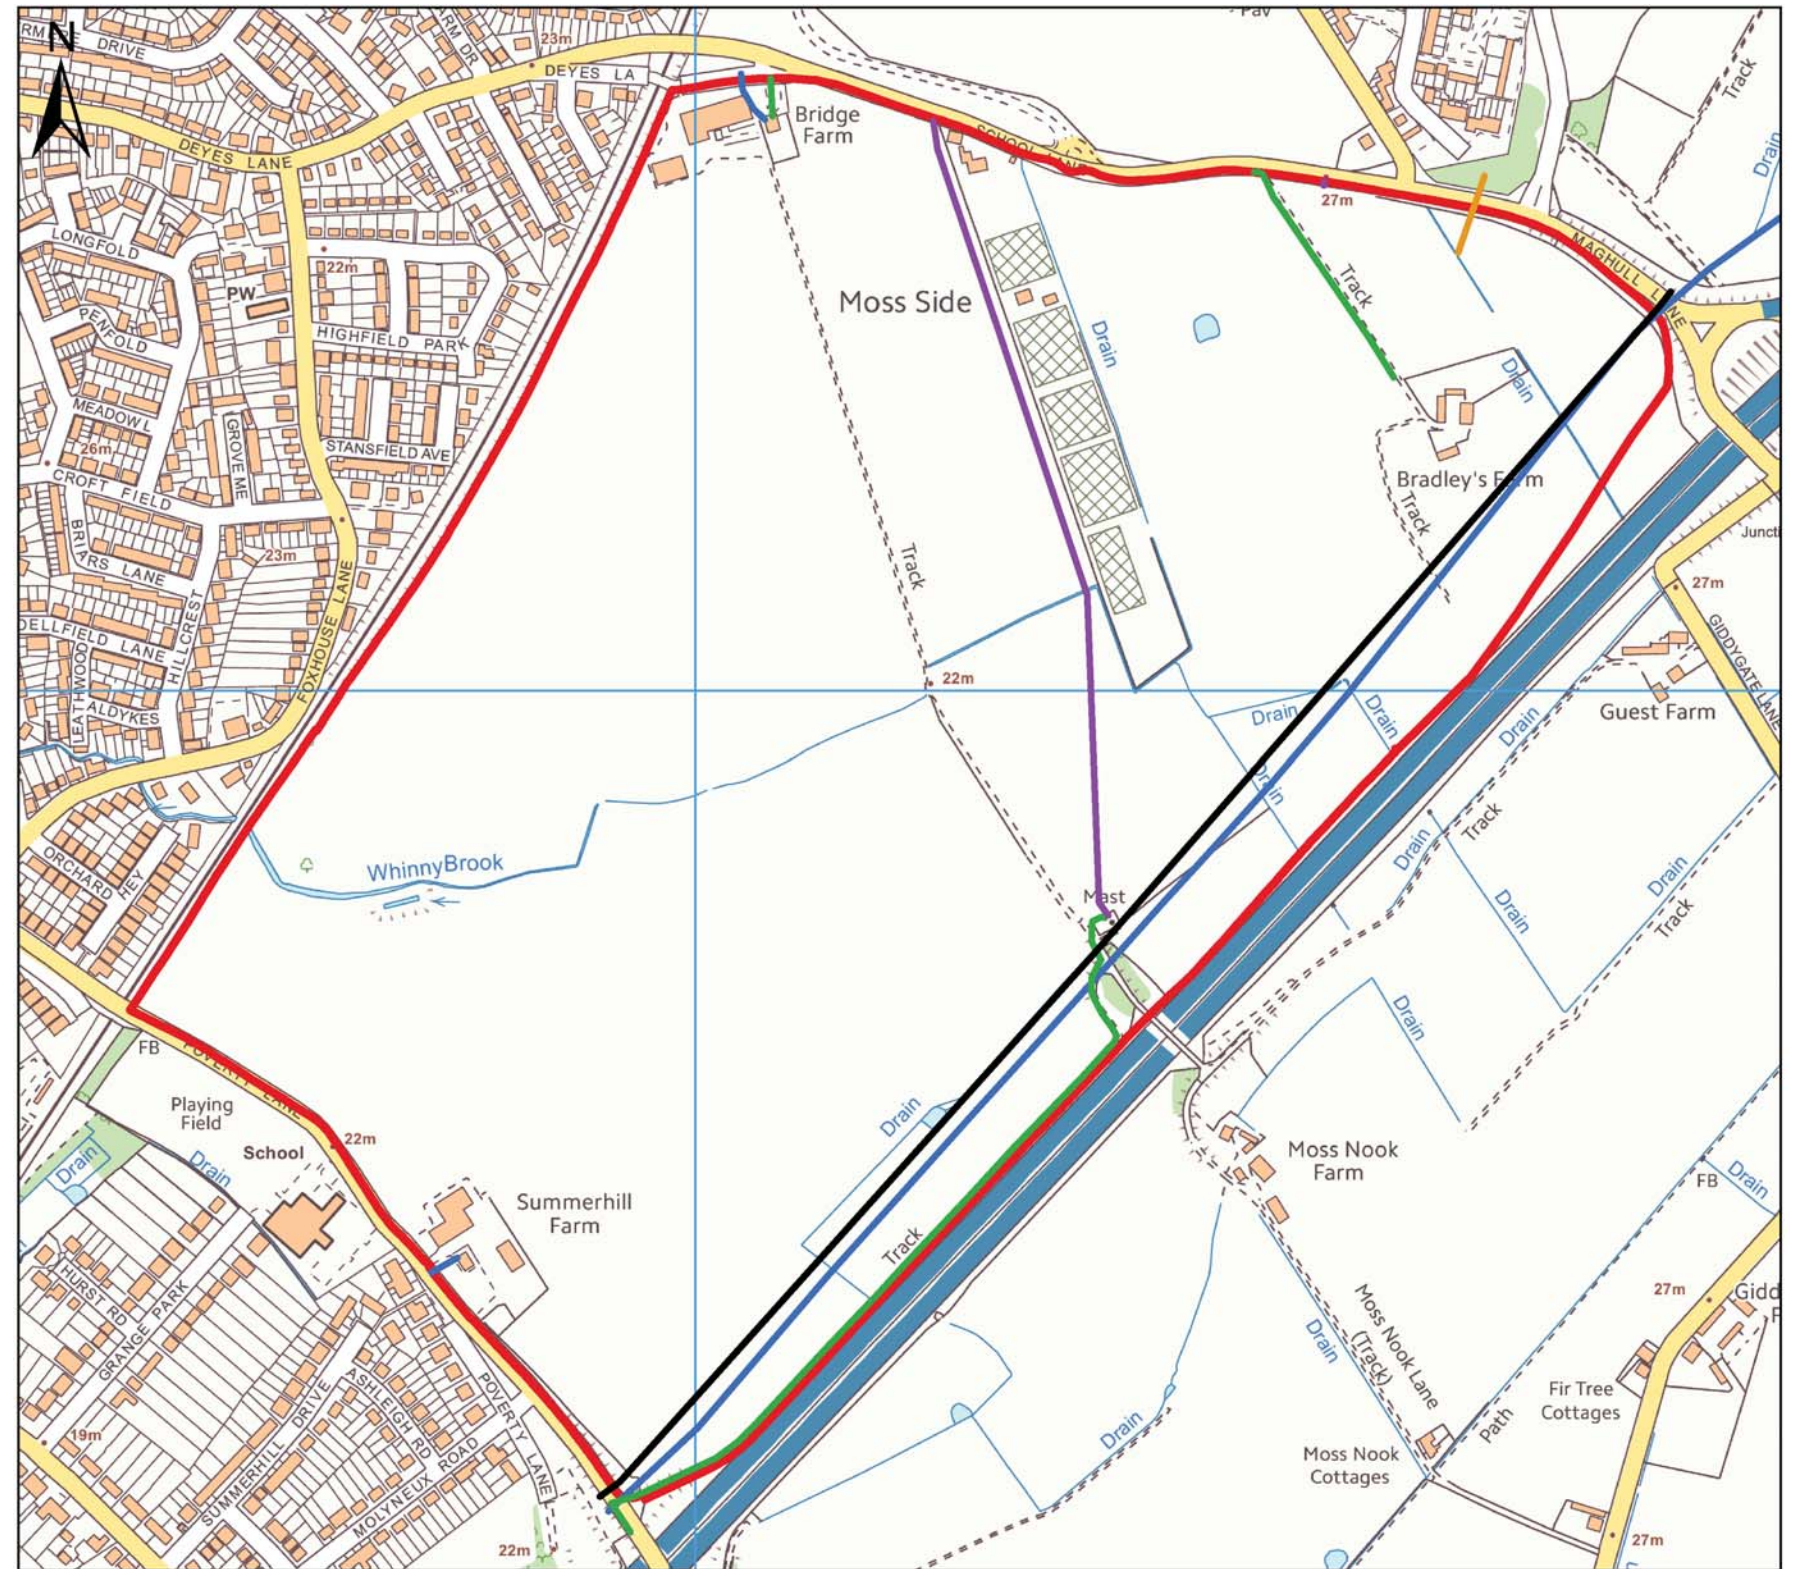 N
DRIVE
23m
DEYES LA
DEYES LANE
Bridge
Farm
SCHOOL LANE
Track
Drain
27m
MAGHULL LANE
LONGFOLD
PW
22m
PENFOLD
HIGHFIELD PARK
Moss Side
Drain
Track
Drain
MEADOW L
GROVE ME
STANSFIELD AVE
26m
CROFT FIELD
Bradley's F m
Track
BRIARS LANE
23m
Track
Juncti
27m
DELLFIELD LANE
HILLCREST
FOXHOUSE LANE
GIDDYGATE LANE
LEATHWOOD
ALDYKES
22m
Drain
Drain
Drain
Guest Farm
Drain
Track
Drain
ORCHARD HEY
WhinnyBrook
Mast
Drain
Drain
Track
Drain
FB
POVERTY LANE
Playing
Field
School
22m
Drain
Drain
Drain
Moss Nook
Farm
FB
Drain
Summerhill
Farm
Track
HURST RD
GRANGE PARK
Moss Nook Lane
(Track)
Drain
27m
Gidd
F
Fir Tree
Cottages
Path
POVERTY LANE
ASHLEIGH RD
19m
SUMMERHILL DRIVE
MOLYNEUX ROAD
Drain
Moss Nook
Cottages
22m
27m